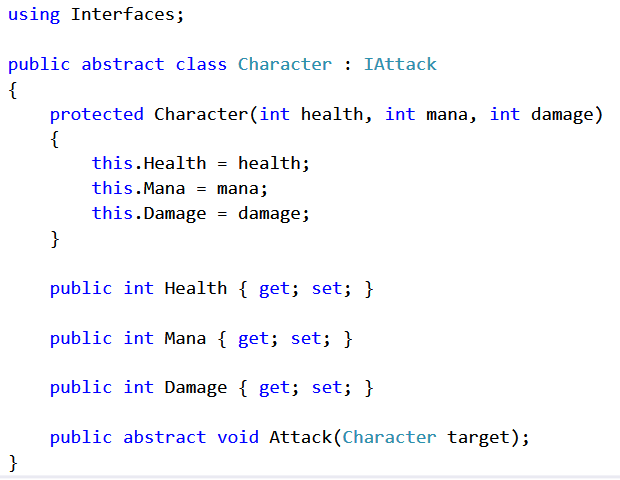 using Interfaces;
public abstract class Character : IAttack
{
    protected Character(int health, int mana, int damage)
    {
        this.Health = health;
        this.Mana = mana;
        this.Damage = damage;
    }
    public int Health { get; set; }
    public int Mana { get; set; }
    public int Damage { get; set; }
    public abstract void Attack(Character target);
}